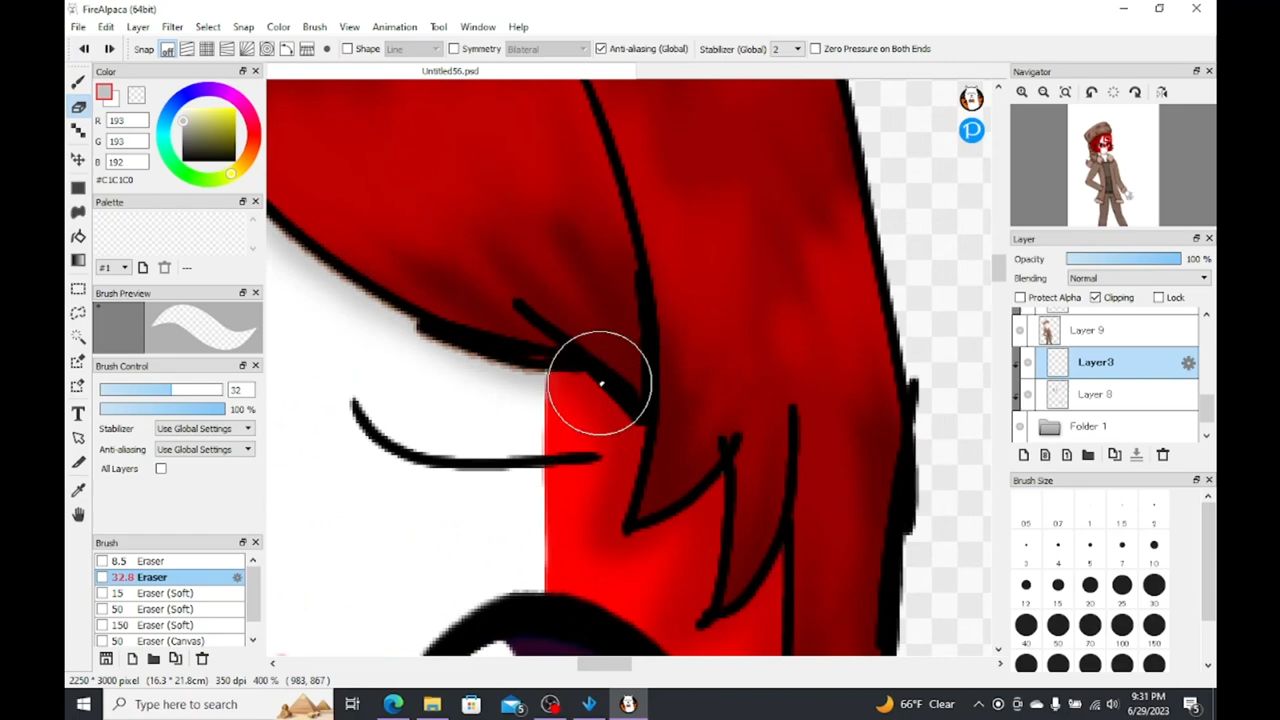 FireAlpaca (64bit)
File Edit Layer Filter Select Snap Color Brush View Animation Tool Window Help
Snap off Shape Line Symmetry Bilateral Anti-aliasing (Global) Stabilizer (Global) 2 Zero Pressure on Both Ends
Color
Untitled56.psd
Navigator
R 193
G 193
B 192
#C1C1C0
Palette
#1 ---
Brush Preview
Brush Control
32
100 %
Stabilizer Use Global Settings
Anti-aliasing Use Global Settings
All Layers
Brush
8.5 Eraser
32.8 Eraser
15 Eraser (Soft)
50 Eraser (Soft)
150 Eraser (Soft)
50 Eraser (Canvas)
Layer
Opacity 100 %
Blending Normal
Protect Alpha Clipping Lock
Layer 9
Layer3
Layer 8
Folder 1
Brush Size
05 07 1 1.5 2
3 4 5 7 10
12 15 20 25 30
40 50 70 100 150
2250 * 3000 pixel (16.3 * 21.8cm) 350 dpi 400 % ( 983, 867 )
Type here to search
5
66°F Clear
9:31 PM
6/29/2023
5